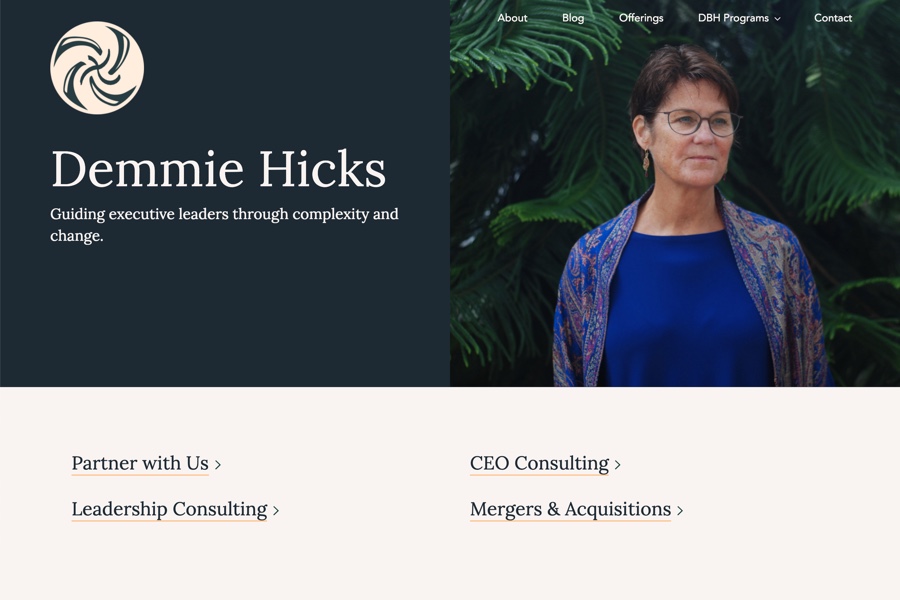 About
Blog
Offerings
DBH Programs
Contact
Demmie Hicks
Guiding executive leaders through complexity and
change.
Partner with Us
CEO Consulting
Leadership Consulting
Mergers & Acquisitions